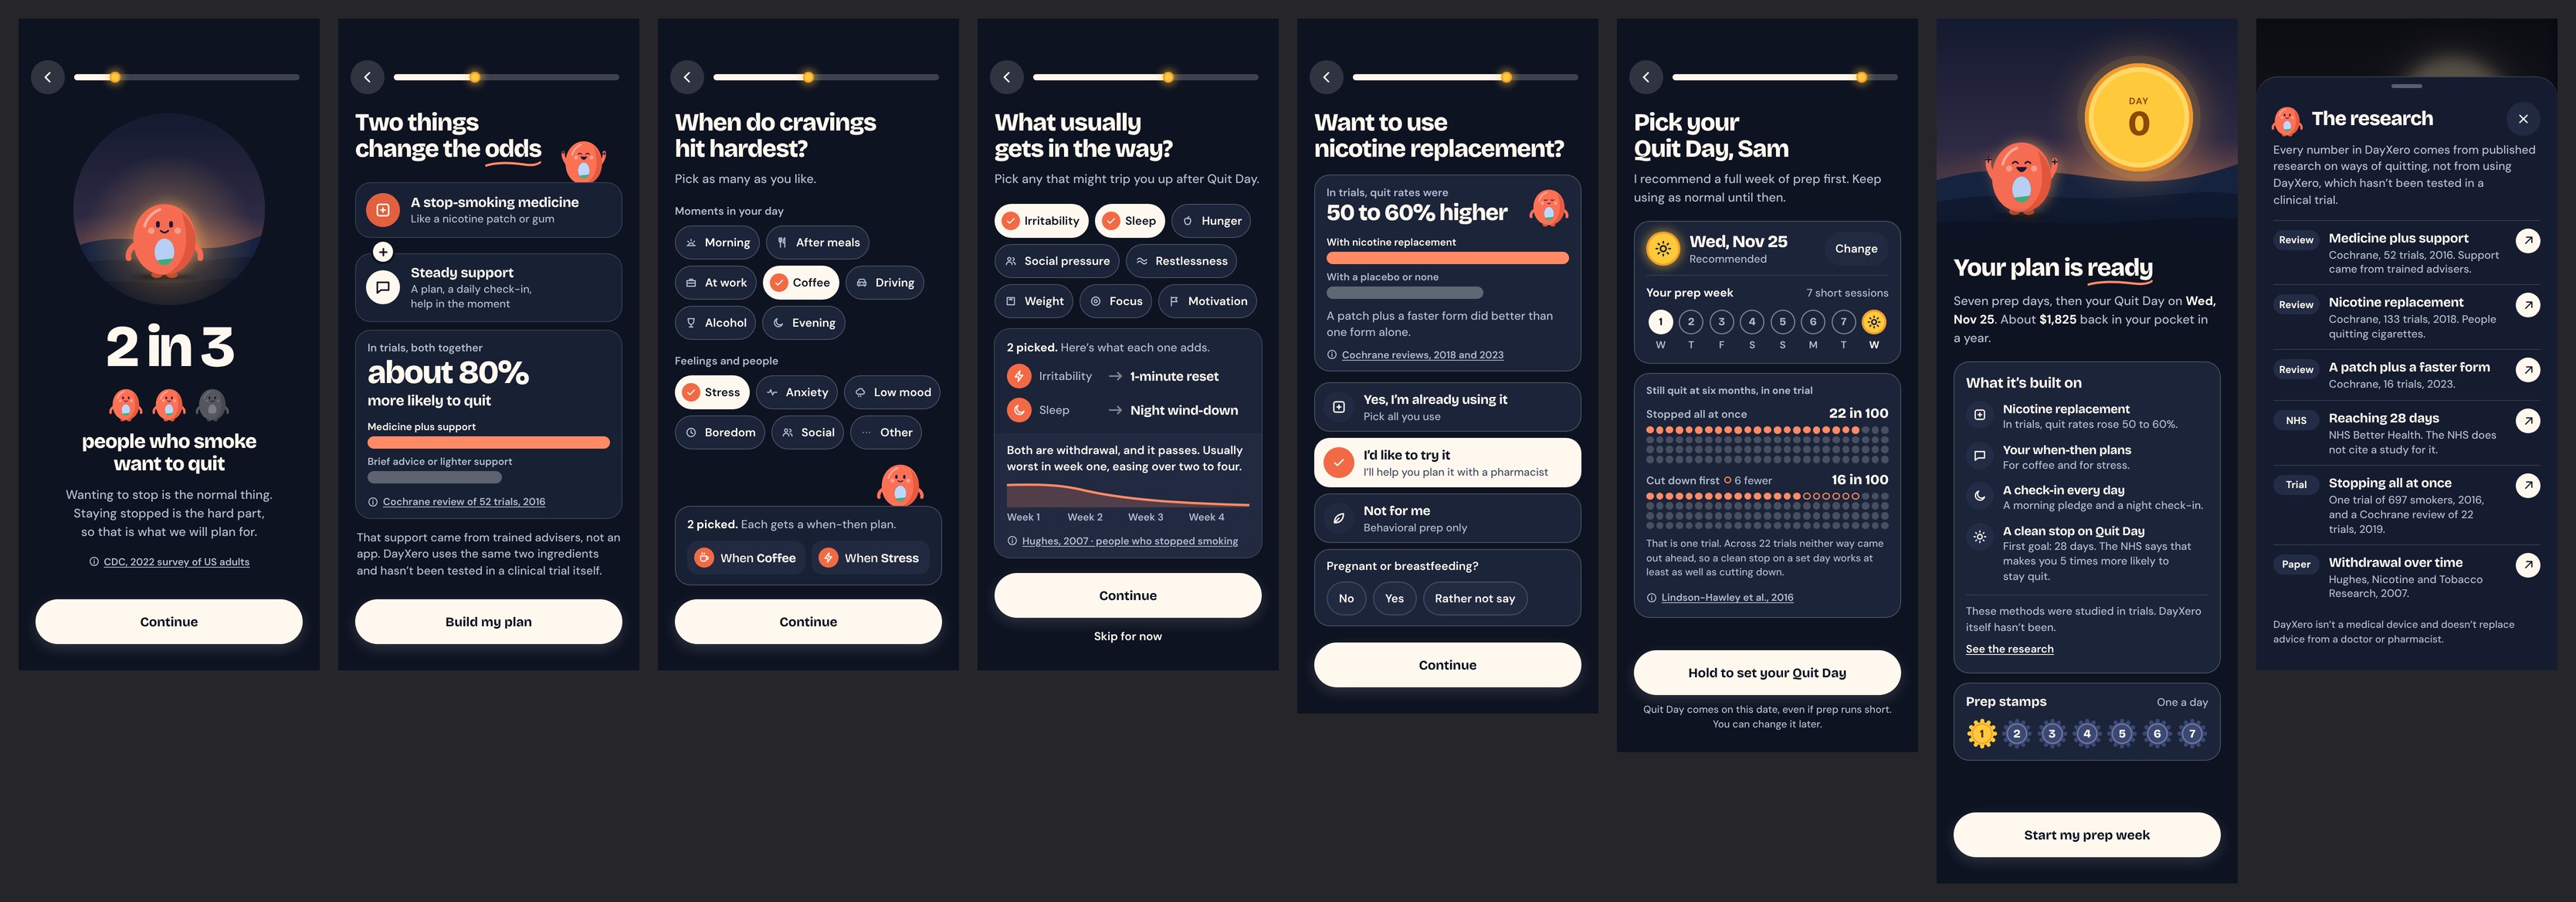 2 in 3
people who smoke
want to quit
Wanting to stop is the normal thing.
Staying stopped is the hard part,
so that is what we will plan for.
CDC, 2022 survey of US adults
Continue
Two things
change the odds
A stop-smoking medicine
Like a nicotine patch or gum
Steady support
A plan, a daily check-in,
help in the moment
In trials, both together
about 80%
more likely to quit
Medicine plus support
Brief advice or lighter support
Cochrane review of 52 trials, 2016
That support came from trained advisers, not an
app. DayXero uses the same two ingredients
and hasn't been tested in a clinical trial itself.
Build my plan
When do cravings
hit hardest?
Pick as many as you like.
Moments in your day
Morning After meals
At work Coffee Driving
Alcohol Evening
Feelings and people
Stress Anxiety Low mood
Boredom Social Other
2 picked. Each gets a when-then plan.
When Coffee When Stress
Continue
What usually
gets in the way?
Pick any that might trip you up after Quit Day.
Irritability Sleep Hunger
Social pressure Restlessness
Weight Focus Motivation
2 picked. Here's what each one adds.
Irritability → 1-minute reset
Sleep → Night wind-down
Both are withdrawal, and it passes. Usually
worst in week one, easing over two to four.
Week 1 Week 2 Week 3 Week 4
Hughes, 2007 · people who stopped smoking
Continue
Skip for now
Want to use
nicotine replacement?
In trials, quit rates were
50 to 60% higher
With nicotine replacement
With a placebo or none
A patch plus a faster form did better than
one form alone.
Cochrane reviews, 2018 and 2023
Yes, I'm already using it
Pick all you use
I'd like to try it
I'll help you plan it with a pharmacist
Not for me
Behavioral prep only
Pregnant or breastfeeding?
No Yes Rather not say
Continue
Pick your
Quit Day, Sam
I recommend a full week of prep first. Keep
using as normal until then.
Wed, Nov 25
Recommended
Change
Your prep week 7 short sessions
1 2 3 4 5 6 7
W T F S S M T W
Still quit at six months, in one trial
Stopped all at once 22 in 100
Cut down first 6 fewer 16 in 100
That is one trial. Across 22 trials neither way came
out ahead, so a clean stop on a set day works at
least as well as cutting down.
Lindson-Hawley et al., 2016
Hold to set your Quit Day
Quit Day comes on this date, even if prep runs short.
You can change it later.
DAY
0
Your plan is ready
Seven prep days, then your Quit Day on Wed,
Nov 25. About $1,825 back in your pocket in
a year.
What it's built on
Nicotine replacement
In trials, quit rates rose 50 to 60%.
Your when-then plans
For coffee and for stress.
A check-in every day
A morning pledge and a night check-in.
A clean stop on Quit Day
First goal: 28 days. The NHS says that
makes you 5 times more likely to
stay quit.
These methods were studied in trials. DayXero
itself hasn't been.
See the research
Prep stamps One a day
1 2 3 4 5 6 7
Start my prep week
The research
Every number in DayXero comes from published
research on ways of quitting, not from using
DayXero, which hasn't been tested in a
clinical trial.
Review Medicine plus support
Cochrane, 52 trials, 2016. Support
came from trained advisers.
Review Nicotine replacement
Cochrane, 133 trials, 2018. People
quitting cigarettes.
Review A patch plus a faster form
Cochrane, 16 trials, 2023.
NHS Reaching 28 days
NHS Better Health. The NHS does
not cite a study for it.
Trial Stopping all at once
One trial of 697 smokers, 2016,
and a Cochrane review of 22
trials, 2019.
Paper Withdrawal over time
Hughes, Nicotine and Tobacco
Research, 2007.
DayXero isn't a medical device and doesn't replace
advice from a doctor or pharmacist.